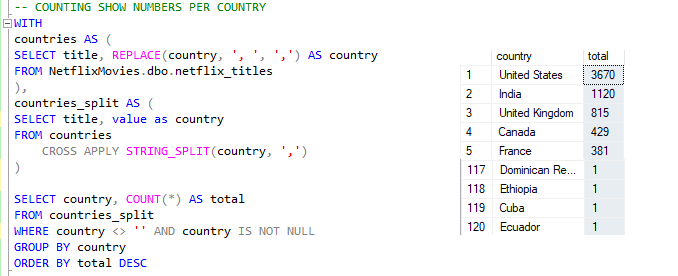 -- COUNTING SHOW NUMBERS PER COUNTRY
WITH
countries AS (
SELECT title, REPLACE(country, ', ', ',') AS country
FROM NetflixMovies.dbo.netflix_titles
),
countries_split AS (
SELECT title, value as country
FROM countries
CROSS APPLY STRING_SPLIT(country, ',')
)
SELECT country, COUNT(*) AS total
FROM countries_split
WHERE country <> '' AND country IS NOT NULL
GROUP BY country
ORDER BY total DESC
country total
1 United States 3670
2 India 1120
3 United Kingdom 815
4 Canada 429
5 France 381
117 Dominican Re... 1
118 Ethiopia 1
119 Cuba 1
120 Ecuador 1